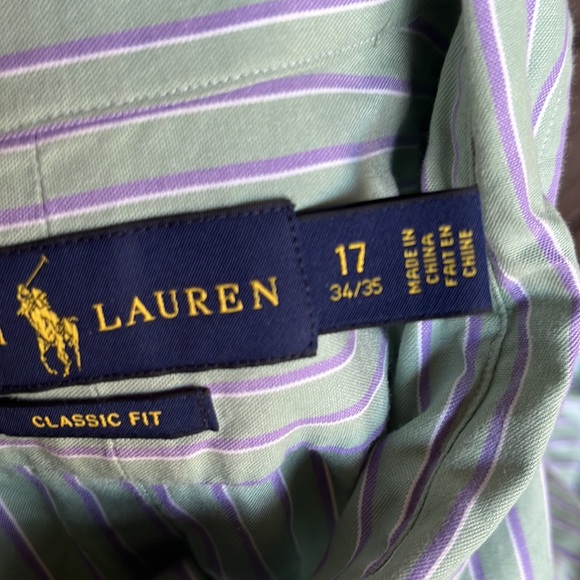 LAUREN
17
34/35
MADE IN
CHINA
FAIT EN
CHINE
CLASSIC FIT